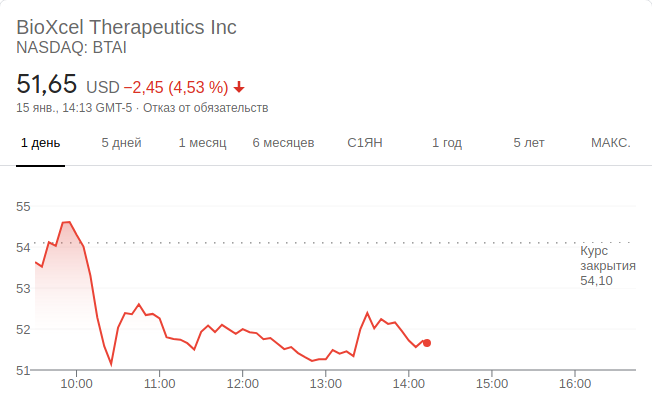 BioXcel Therapeutics Inc
NASDAQ: BTAI
51,65 USD −2,45 (4,53 %)
15 янв., 14:13 GMT-5 · Отказ от обязательств
1 день 5 дней 1 месяц 6 месяцев С1ЯН 1 год 5 лет МАКС.
55
54
53
52
51
Курс
закрытия
54,10
10:00 11:00 12:00 13:00 14:00 15:00 16:00